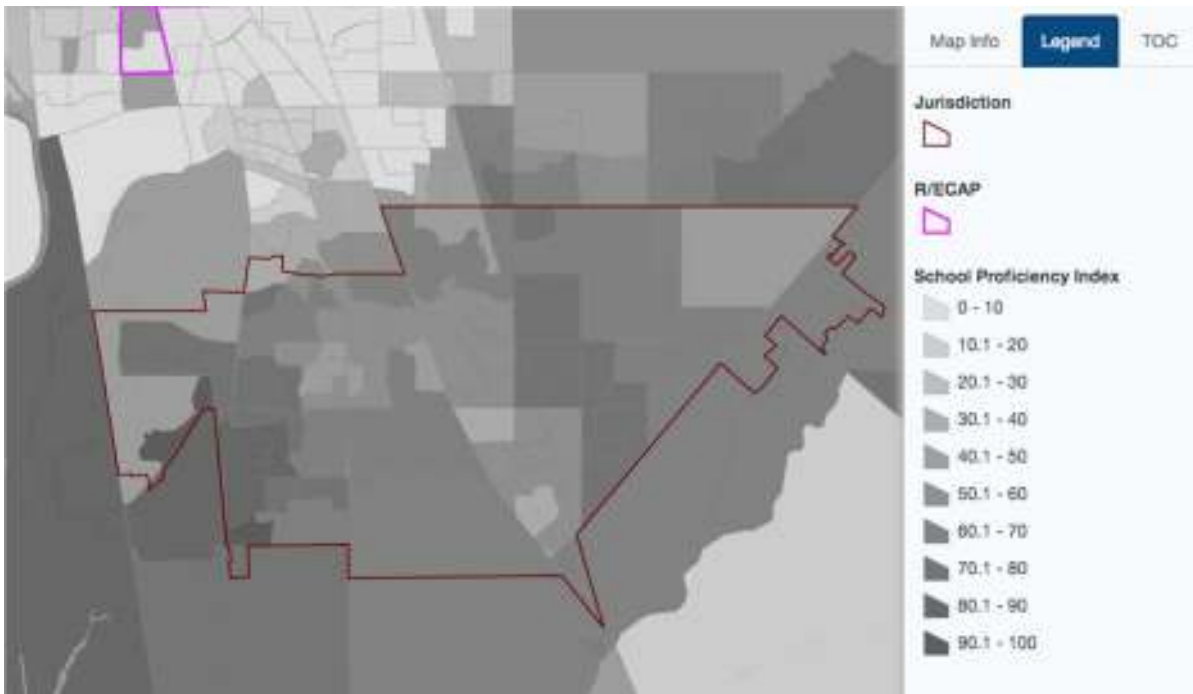 Map Info Legend TOC
Jurisdiction
R/ECAP
School Proficiency Index
0 - 10
10.1 - 20
20.1 - 30
30.1 - 40
40.1 - 50
50.1 - 60
60.1 - 70
70.1 - 80
80.1 - 90
90.1 - 100